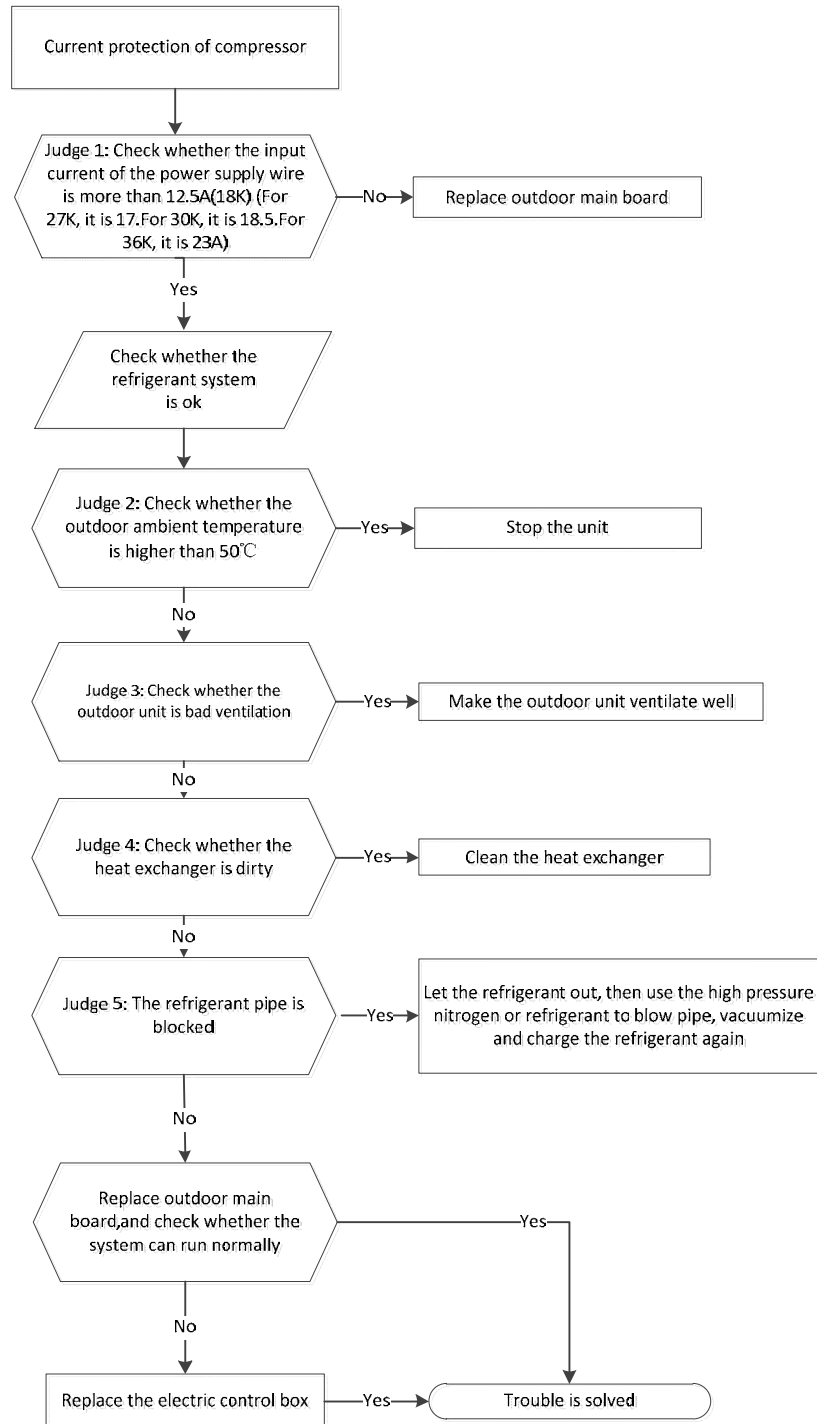 Current protection of compressor
Judge 1: Check whether the input
current of the power supply wire
is more than 12.5A(18K) (For
27K, it is 17.For 30K, it is 18.5.For
36K, it is 23A)
No
Replace outdoor main board
Yes
Check whether the
refrigerant system
is ok
Judge 2: Check whether the
outdoor ambient temperature
is higher than 50℃
Yes
Stop the unit
No
Judge 3: Check whether the
outdoor unit is bad ventilation
Yes
Make the outdoor unit ventilate well
No
Judge 4: Check whether the
heat exchanger is dirty
Yes
Clean the heat exchanger
No
Judge 5: The refrigerant pipe is
blocked
Yes
Let the refrigerant out, then use the high pressure
nitrogen or refrigerant to blow pipe, vacuumize
and charge the refrigerant again
No
Replace outdoor main
board,and check whether the
system can run normally
Yes
No
Replace the electric control box
Yes
Trouble is solved